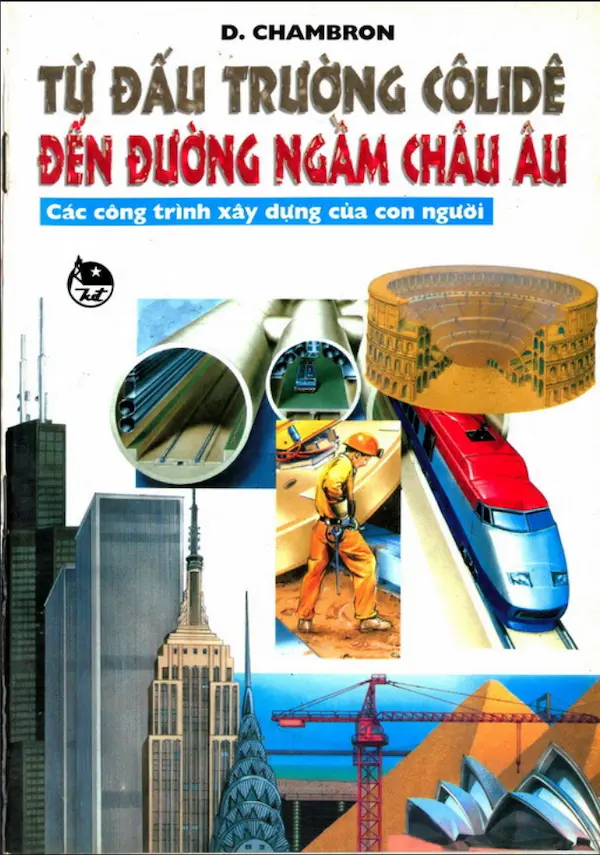 D. CHAMBRON
TỪ ĐẤU TRƯỜNG CÔLIDÊ
ĐẾN ĐƯỜNG NGẦM CHÂU ÂU
Các công trình xây dựng của con người